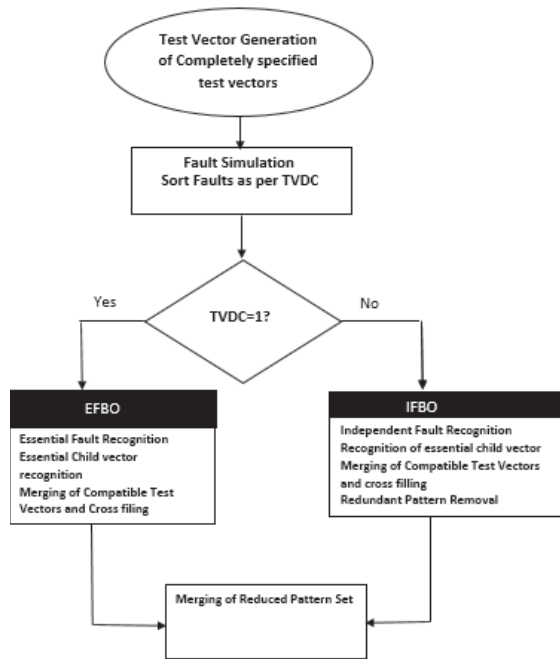 Test Vector Generation
of Completely specified
test vectors
Fault Simulation
Sort Faults as per TVDC
Yes
No
TVDC=1?
EFBO
Essential Fault Recognition
Essential Child vector
recognition
Merging of Compatible Test
Vectors and Cross filing
IFBO
Independent Fault Recognition
Recognition of essential child vector
Merging of Compatible Test Vectors
and cross filling
Redundant Pattern Removal
Merging of Reduced Pattern Set